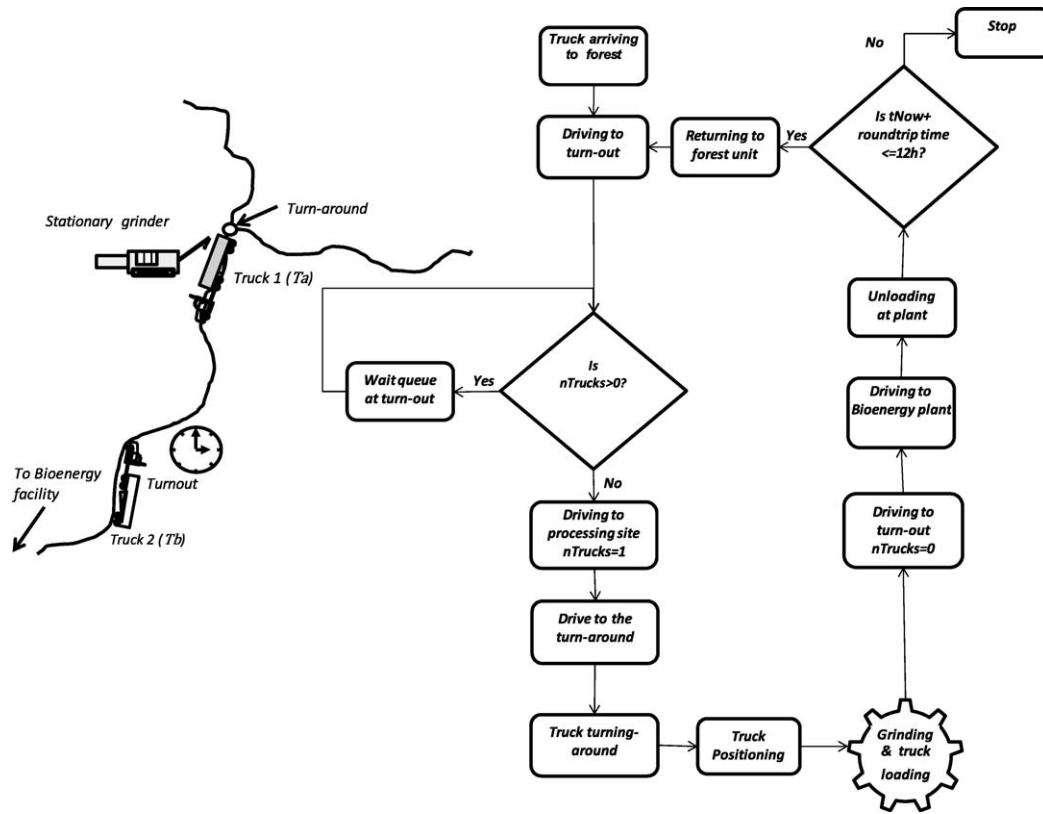 Stationary grinder
Turn-around
Truck 1 (Ta)
To Bioenergy
facility
Turnout
Truck 2 (Tb)
Truck arriving
to forest
Driving to
turn-out
Returning to
forest unit
Yes
Is tNow+
roundtrip time
<=12h?
No
Stop
Is
nTrucks>0?
Yes
Wait queue
at turn-out
No
Driving to
processing site
nTrucks=1
Drive to the
turn-around
Truck turning-
around
Truck
Positioning
Grinding
& truck
loading
Driving to
turn-out
nTrucks=0
Driving to
Bioenergy plant
Unloading
at plant